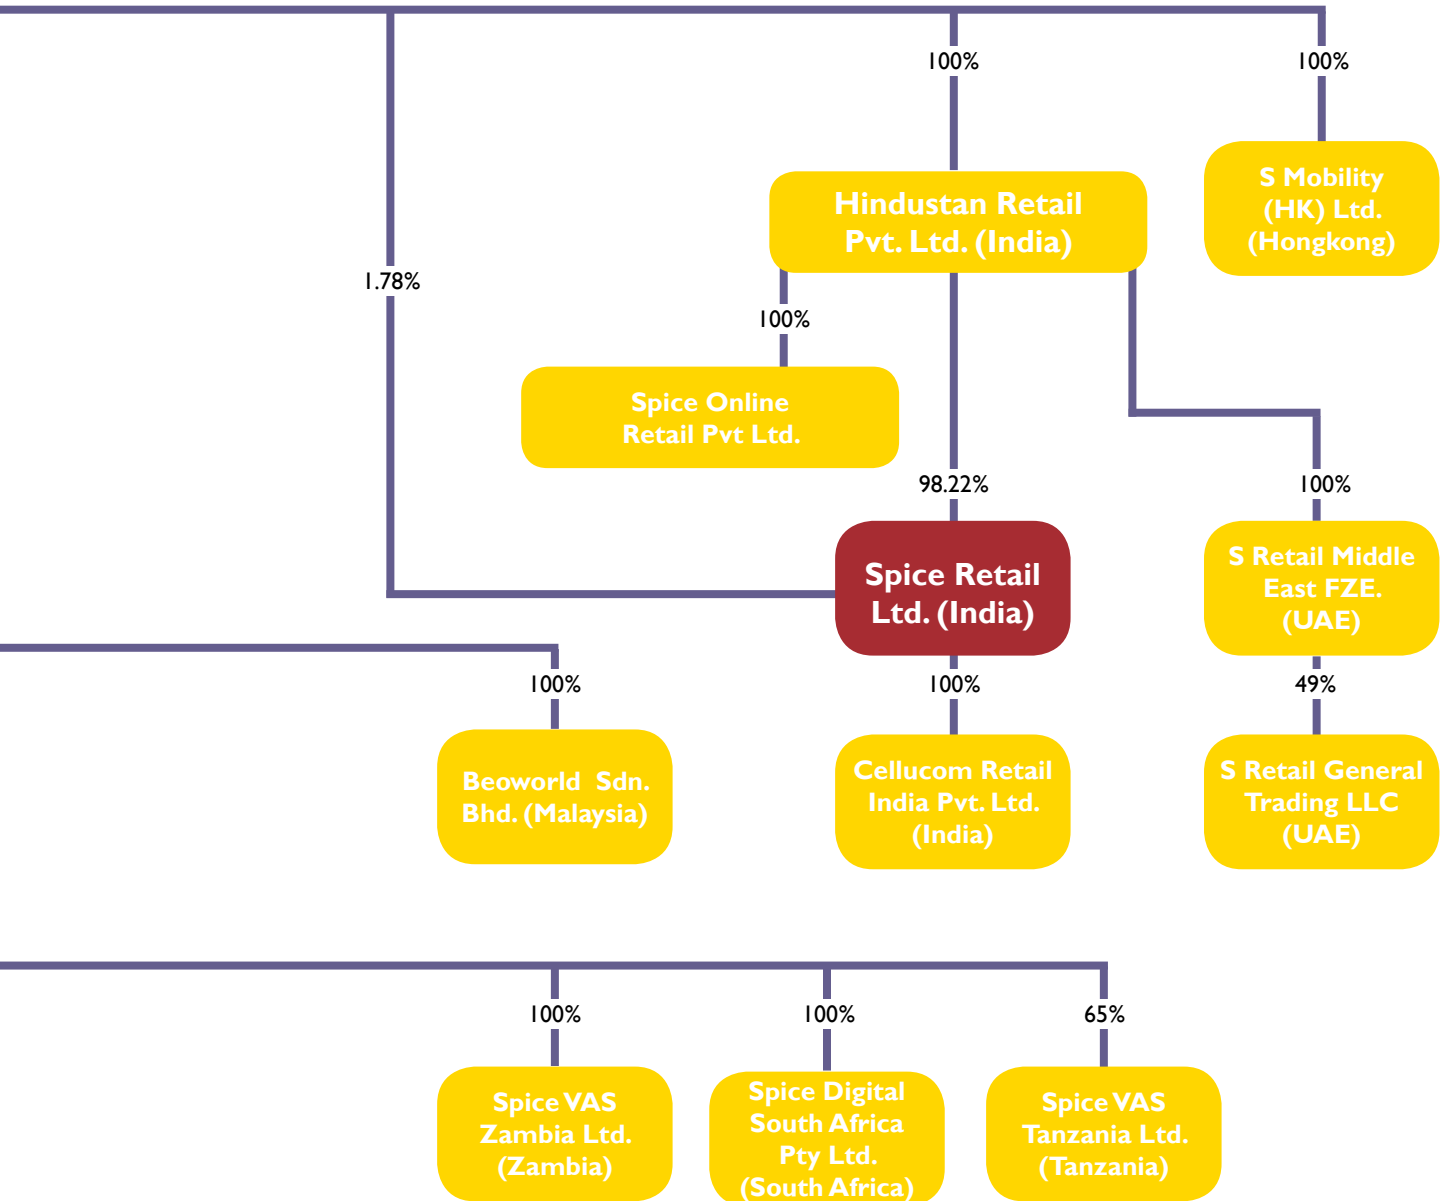 100%
100%
S Mobility
(HK) Ltd.
(Hongkong)
Hindustan Retail
Pvt. Ltd. (India)
1.78%
100%
Spice Online
Retail Pvt Ltd.
98.22%
100%
Spice Retail
Ltd. (India)
S Retail Middle
East FZE.
(UAE)
100%
100%
49%
Beoworld Sdn.
Bhd. (Malaysia)
Cellucom Retail
India Pvt. Ltd.
(India)
S Retail General
Trading LLC
(UAE)
100%
100%
65%
Spice VAS
Zambia Ltd.
(Zambia)
Spice Digital
South Africa
Pty Ltd.
(South Africa)
Spice VAS
Tanzania Ltd.
(Tanzania)